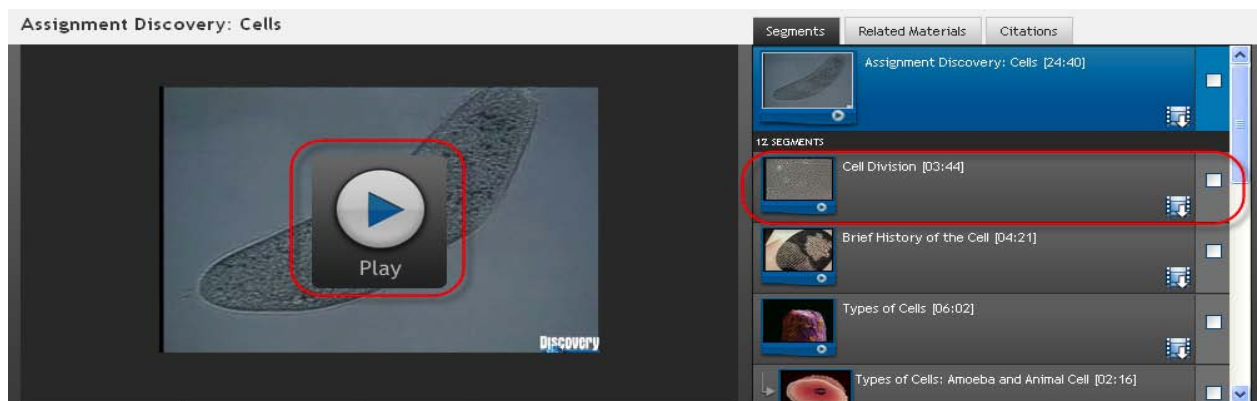 Assignment Discovery: Cells
Segments
Related Materials
Citations
Play
Discovery
Assignment Discovery: Cells [24:40]
12 SEGMENTS
Cell Division [03:44]
Brief History of the Cell [04:21]
Types of Cells [06:02]
Types of Cells: Amoeba and Animal Cell [02:16]